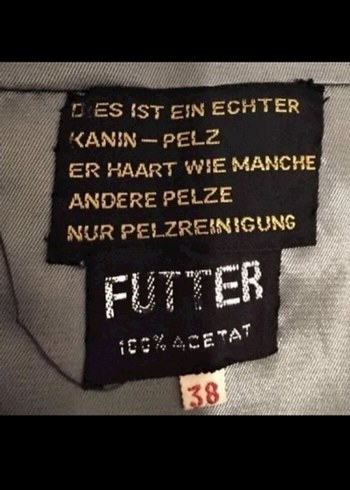 DIES IST EIN ECHTER
KANIN – PELZ
ER HAART WIE MANCHE
ANDERE PELZE
NUR PELZREINIGUNG
FUTTER
100% ACETAT
38